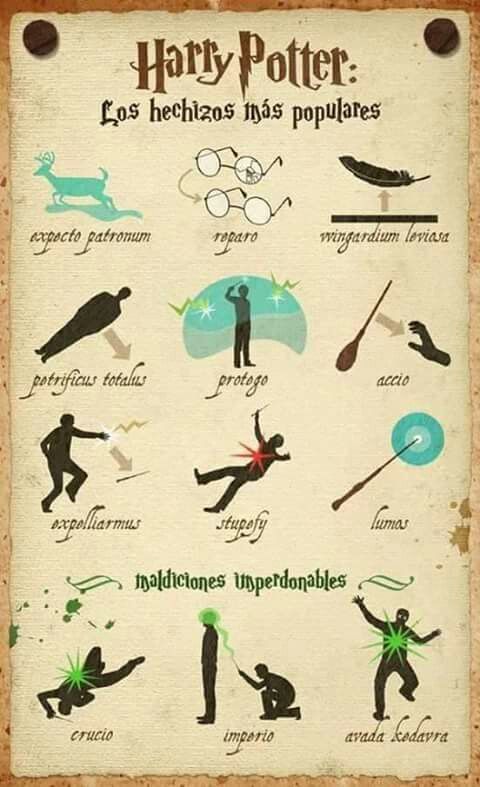 Harry Potter:
Los hechizos más populares
expecto patronum
reparo
wingardium leviosa
petrificus totalus
protego
accio
expelliarmus
stupefy
lumos
maldiciones imperdonables
crucio
imperio
avada kedavra